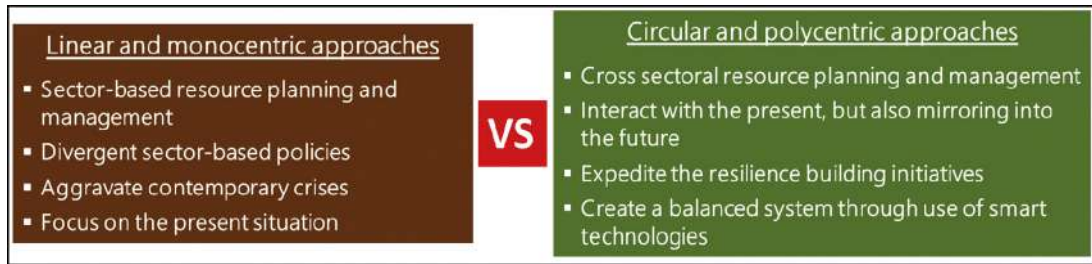 Linear and monocentric approaches
▪ Sector-based resource planning and
management
▪ Divergent sector-based policies
▪ Aggravate contemporary crises
▪ Focus on the present situation
VS
Circular and polycentric approaches
▪ Cross sectoral resource planning and management
▪ Interact with the present, but also mirroring into
the future
▪ Expedite the resilience building initiatives
▪ Create a balanced system through use of smart
technologies